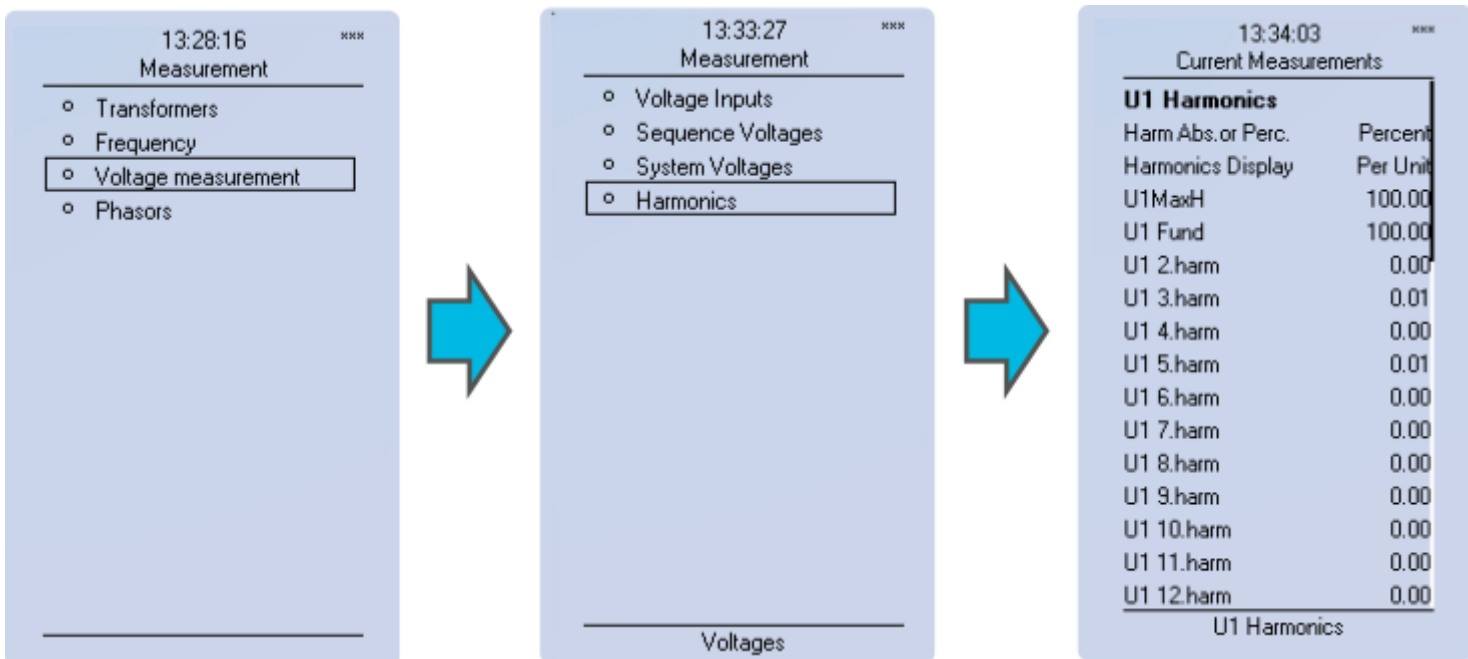 13:28:16 ×××
Measurement
Transformers
Frequency
Voltage measurement
Phasors
13:33:27 ×××
Measurement
Voltage Inputs
Sequence Voltages
System Voltages
Harmonics
Voltages
13:34:03 ×××
Current Measurements
U1 Harmonics
Harm Abs.or Perc. Percent
Harmonics Display Per Unit
U1MaxH 100.00
U1 Fund 100.00
U1 2.harm 0.00
U1 3.harm 0.01
U1 4.harm 0.00
U1 5.harm 0.01
U1 6.harm 0.00
U1 7.harm 0.00
U1 8.harm 0.00
U1 9.harm 0.00
U1 10.harm 0.00
U1 11.harm 0.00
U1 12.harm 0.00
U1 Harmonics